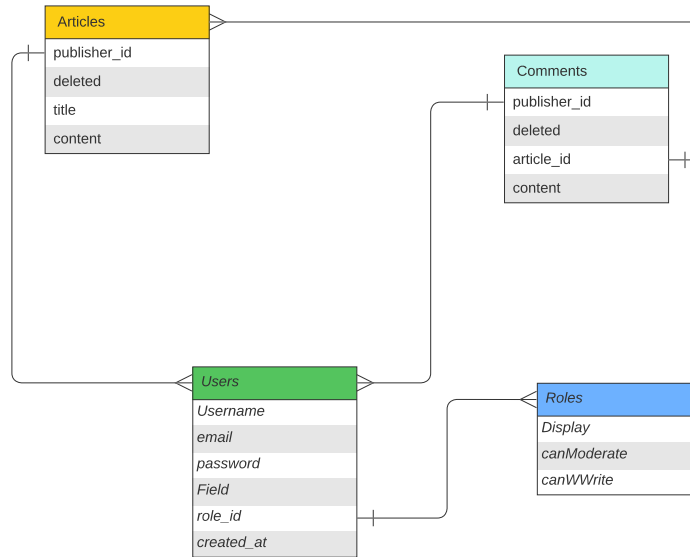 Articles
publisher_id
deleted
title
content
Comments
publisher_id
deleted
article_id
content
Users
Username
email
password
Field
role_id
created_at
Roles
Display
canModerate
canWWrite